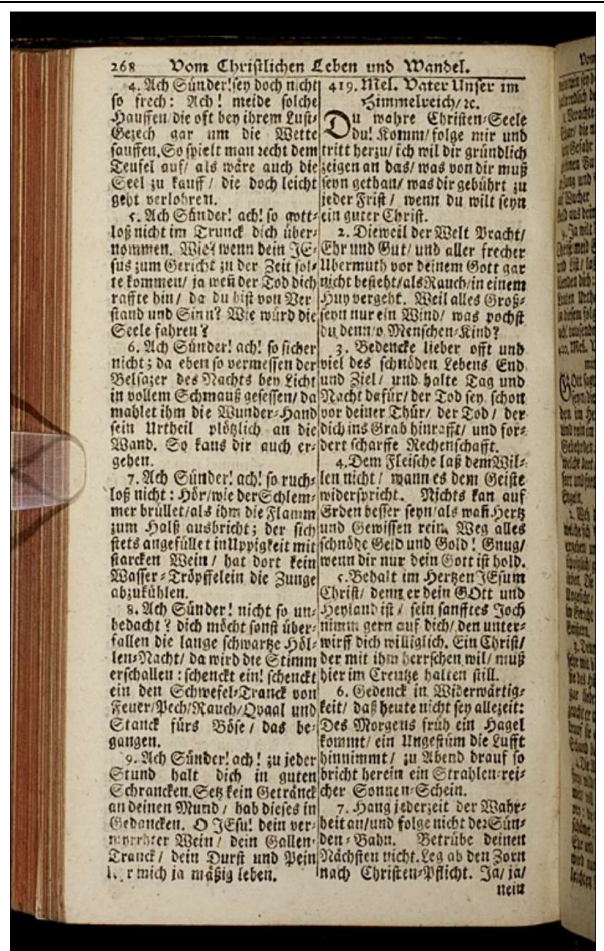 268 Vom Christlichen Leben und Wandel.
4. Ach Sünder! sey doch nicht
so frech: Ach! meide solche
Hauffen/ die oft bey ihrem Lust-
Gezech gar um die Wette
sauffen. So spielt man recht dem
Teufel auf/ als wäre auch die
Seel zu kauff/ die doch leicht
geht verlohren.
5. Ach Sünder! ach! so gott-
loß nicht im Trunck dich über-
nommen. Wie? wenn dein JE-
sus zum Gericht zu der Zeit sol-
te kommen/ ja weñ der Tod dich
raffte hin/ da du bist von Ver-
stand und Sinn? Wie würd die
Seele fahren?
6. Ach Sünder! ach! so sicher
nicht; da eben so vermessen der
Belsazer des Nachts bey Licht
in vollem Schmauß gesessen/ da
mahlet ihm die Wunder-Hand
sein Urtheil plötzlich an die
Wand. So kans dir auch er-
gehen.
7. Ach Sünder! ach! so ruch-
loß nicht: Hör/ wie der Schlem-
mer brüllet/ als ihm die Flamm
zum Halß ausbricht; der sich
stets angefüllet in Uppigkeit mit
starcken Wein/ hat dort kein
Wasser-Tröpffelein die Zunge
abzukühlen.
8. Ach Sünder! nicht so un-
bedacht? dich möcht sonst über-
fallen die lange schwartze Höl-
len-Nacht/ da wird die Stimm
erschallen: schenckt ein! schenckt
ein den Schwefel-Tranck von
Feuer/ Pech/ Rauch/ Qvaal und
Stanck fürs Böse/ das be-
gangen.
9. Ach Sünder! ach! zu jeder
Stund halt dich in guten
Schrancken. Setz kein Geträncke
an deinen Mund/ hab dieses in
Gedancken. O JEsu! dein ver-
myrrhter Wein/ dein Gallen-
Tranck/ dein Durst und Pein
mich ja mäßig leben.
419. Mel. Vater Unser im
Himmelreich/ ꝛc.
Du wahre Christen-Seele
du! Komm/ folge mir und
tritt herzu/ ich wil dir gründlich
zeigen an das/ was von dir muß
seyn gethan/ was dir gebührt zu
jeder Frist/ wenn du wilt seyn
ein guter Christ.
2. Dieweil der Welt Pracht/
Ehr und Gut/ und aller frecher
Ubermuth vor deinem Gott gar
nicht besteht/ als Rauch/ in einem
Huy vergeht. Weil alles Groß-
seyn nur ein Wind/ was pochst
du denn/ o Menschen-Kind?
3. Bedencke lieber offt und
viel des schnöden Lebens End
und Ziel/ und halte Tag und
Nacht dafür/ der Tod sey schon
vor deiner Thür/ der Tod/ der
dich ins Grab hinrafft/ und for-
dert scharffe Rechenschafft.
4. Dem Fleische laß dem Wil-
len nicht/ wann es dem Geiste
widerspricht. Nichts kan auf
Erden besser seyn/ als wañ Hertz
und Gewissen rein. Weg alles
schnöde Geld und Gold! Gnug/
wenn dir nur dein Gott ist hold.
5. Behalt im Hertzen JEsum
Christ/ denn er dein GOtt und
Heyland ist/ sein sanfftes Joch
nimm gern auf dich/ den unter-
wirff dich williglich. Ein Christ/
der mit ihm herrschen wil/ muß
hier im Creutze halten still.
6. Gedenck in Widerwärtig-
keit/ daß heute nicht sey allezeit:
Des Morgens früh ein Hagel
kommt/ ein Ungestüm die Lufft
hinnimmt/ zu Abend drauf so
bricht herein ein Strahlen-rei-
cher Sonnen-Schein.
7. Hang jederzeit der Wahr-
heit an/ und folge nicht der Sün-
den-Bahn. Betrübe deinen
Nächsten nicht. Leg ab den Zorn
nach Christen-Pflicht. Ja/ ja/
nein